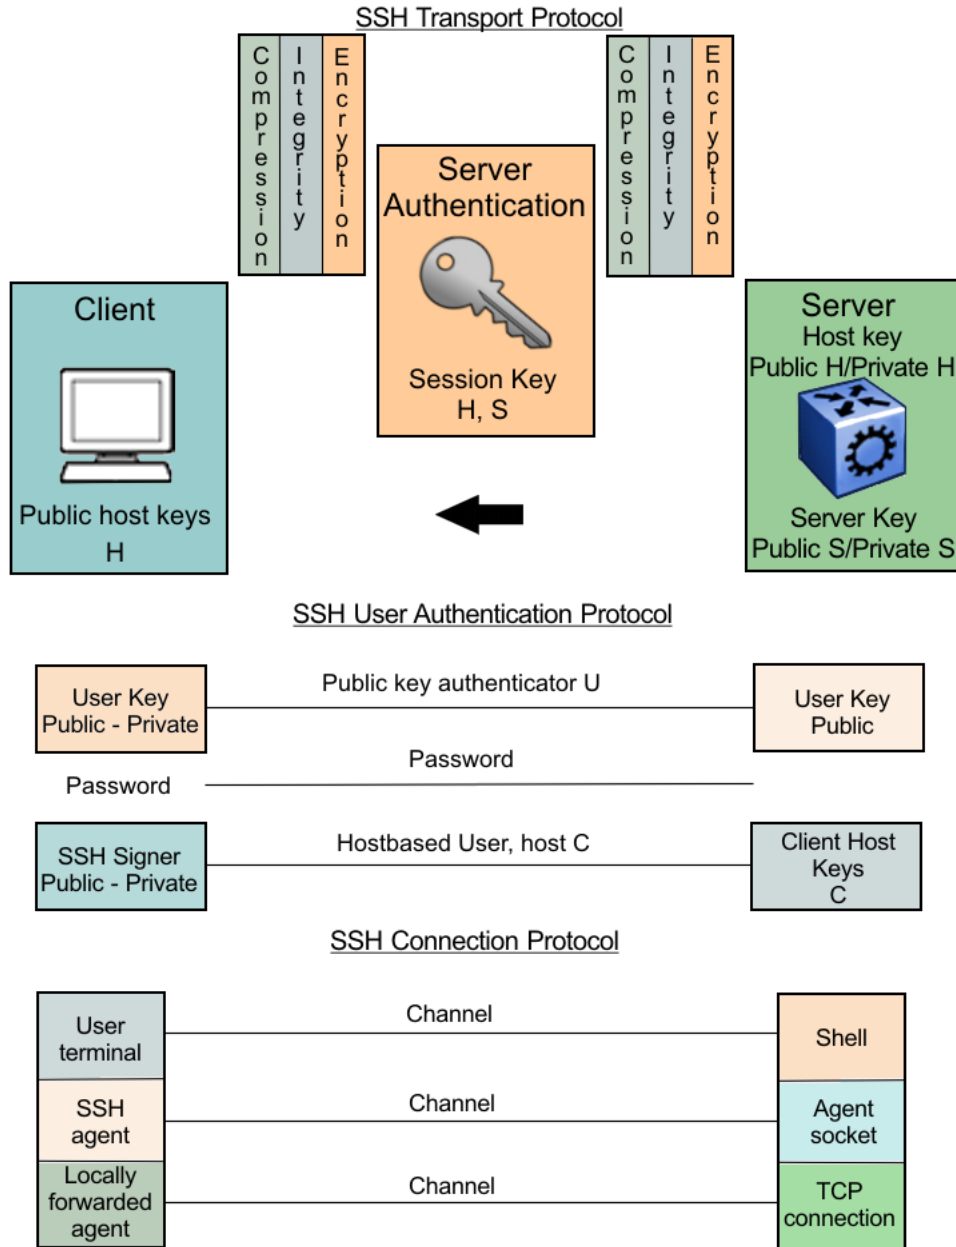 SSH Transport Protocol
Compression
Integrity
Encryption
Compression
Integrity
Encryption
Server
Authentication
Session Key
H, S
Client
Public host keys
H
Server
Host key
Public H/Private H
Server Key
Public S/Private S
SSH User Authentication Protocol
User Key
Public - Private
Public key authenticator U
User Key
Public
Password
Password
SSH Signer
Public - Private
Hostbased User, host C
Client Host
Keys
C
SSH Connection Protocol
User
terminal
Channel
Shell
SSH
agent
Channel
Agent
socket
Locally
forwarded
agent
Channel
TCP
connection